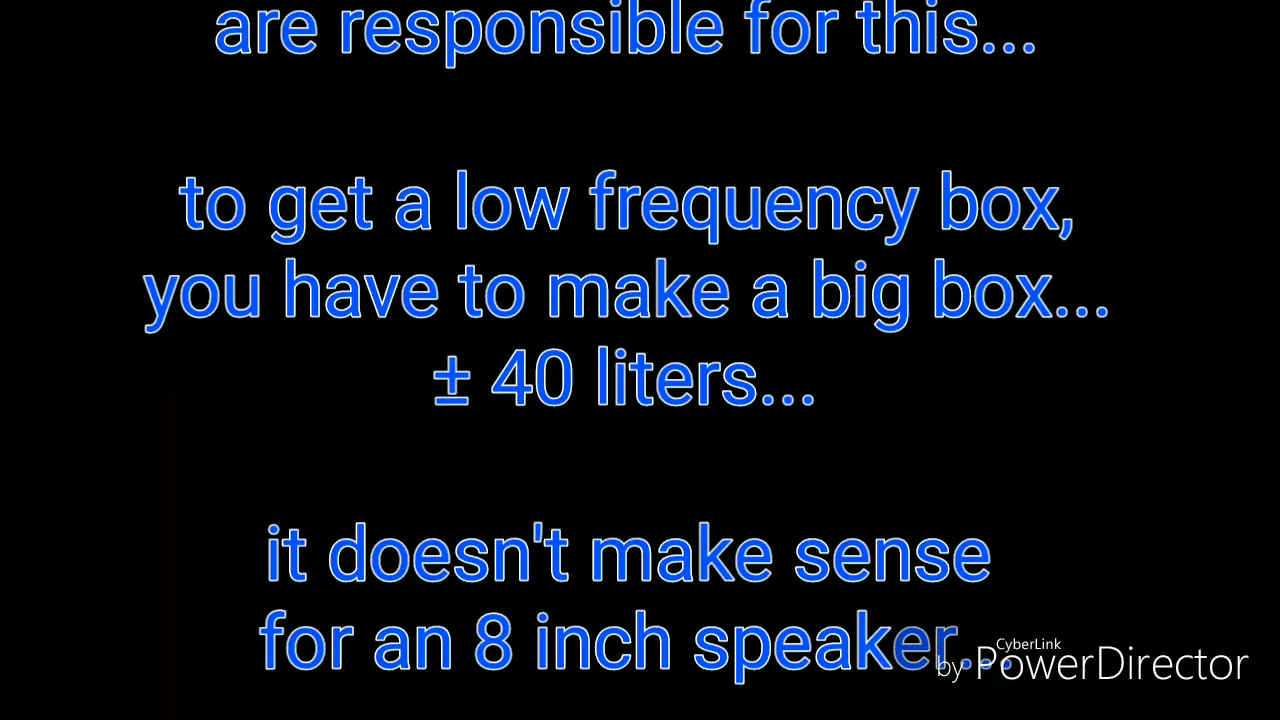 are responsible for this...
to get a low frequency box,
you have to make a big box...
± 40 liters...
it doesn't make sense
for an 8 inch speaker...
CyberLink
by PowerDirector